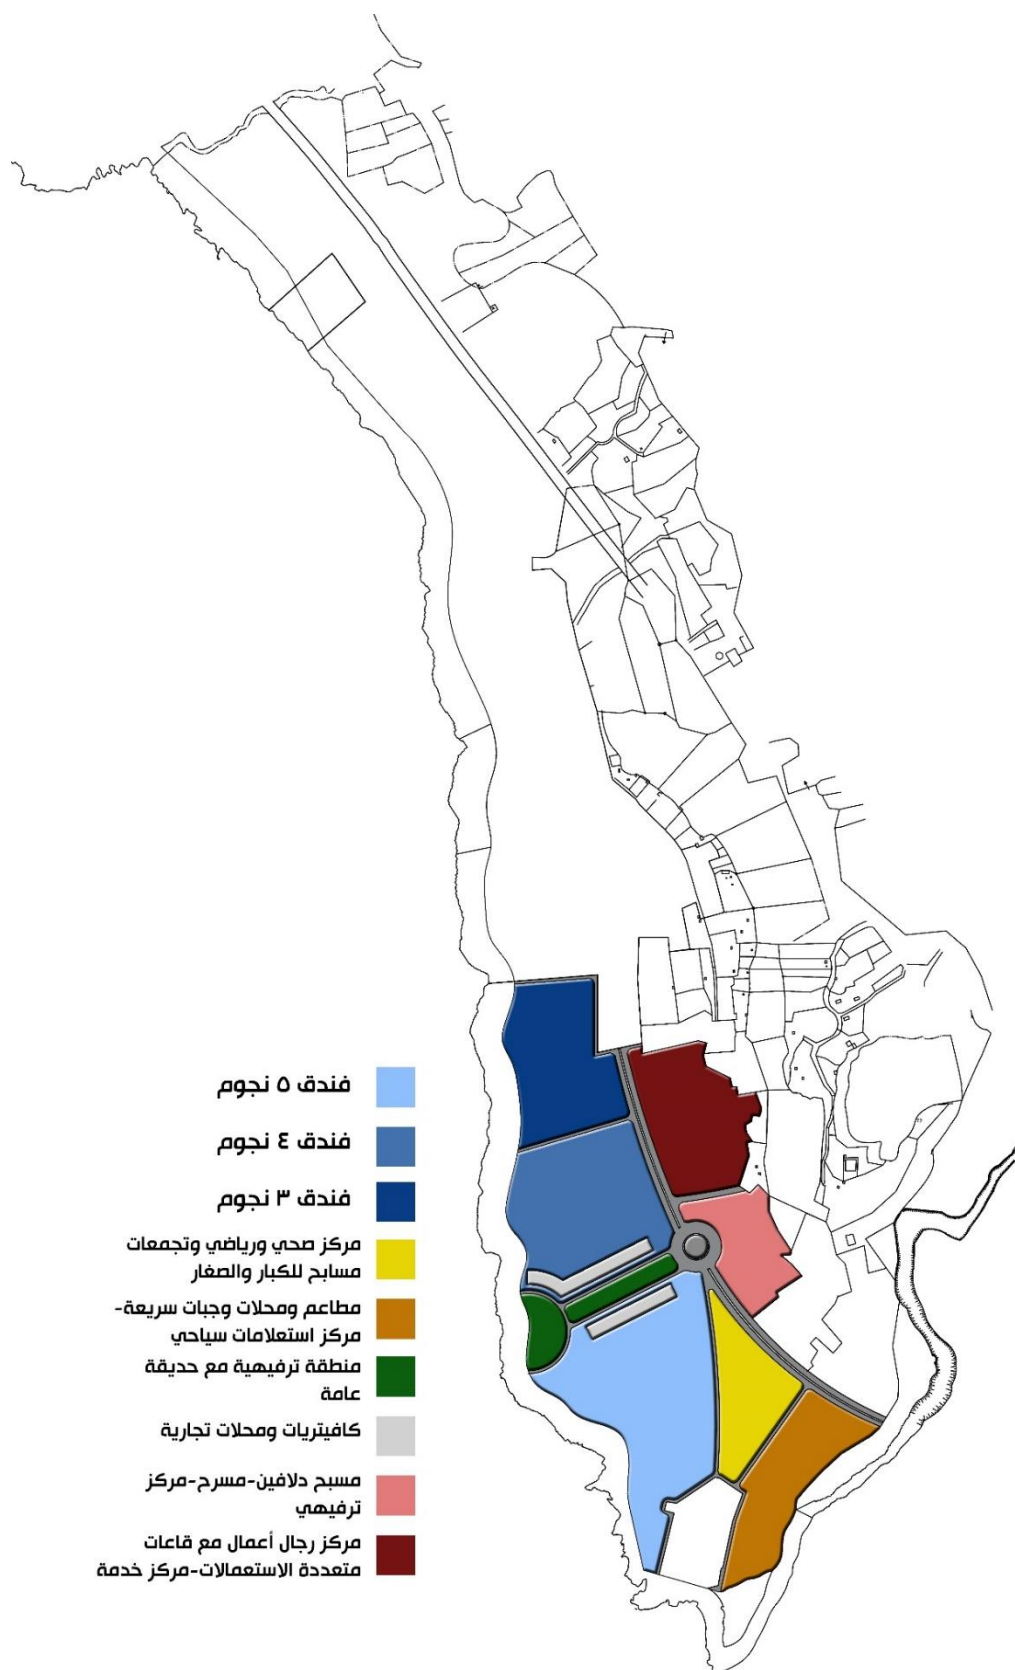 فندق ٥ نجوم
فندق ٤ نجوم
فندق ٣ نجوم
مركز صحي ورياضي وتجمعات
مسابح للكبار والصغار
مطاعم ومحلات وجبات سريعة-
مركز استعلامات سياحي
منطقة ترفيهية مع حديقة
عامة
كافيتريات ومحلات تجارية
مسبح دلافين-مسرح-مركز
ترفيهي
مركز رجال أعمال مع قاعات
متعددة الاستعمالات-مركز خدمة